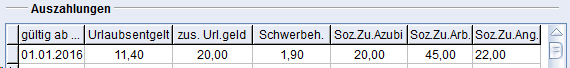 Auszahlungen
gültig ab ... Urlaubsentgelt zus. Url.geld Schwerbeh. Soz.Zu.Azubi Soz.Zu.Arb. Soz.Zu.Ang.
01.01.2016 11,40 20,00 1,90 20,00 45,00 22,00